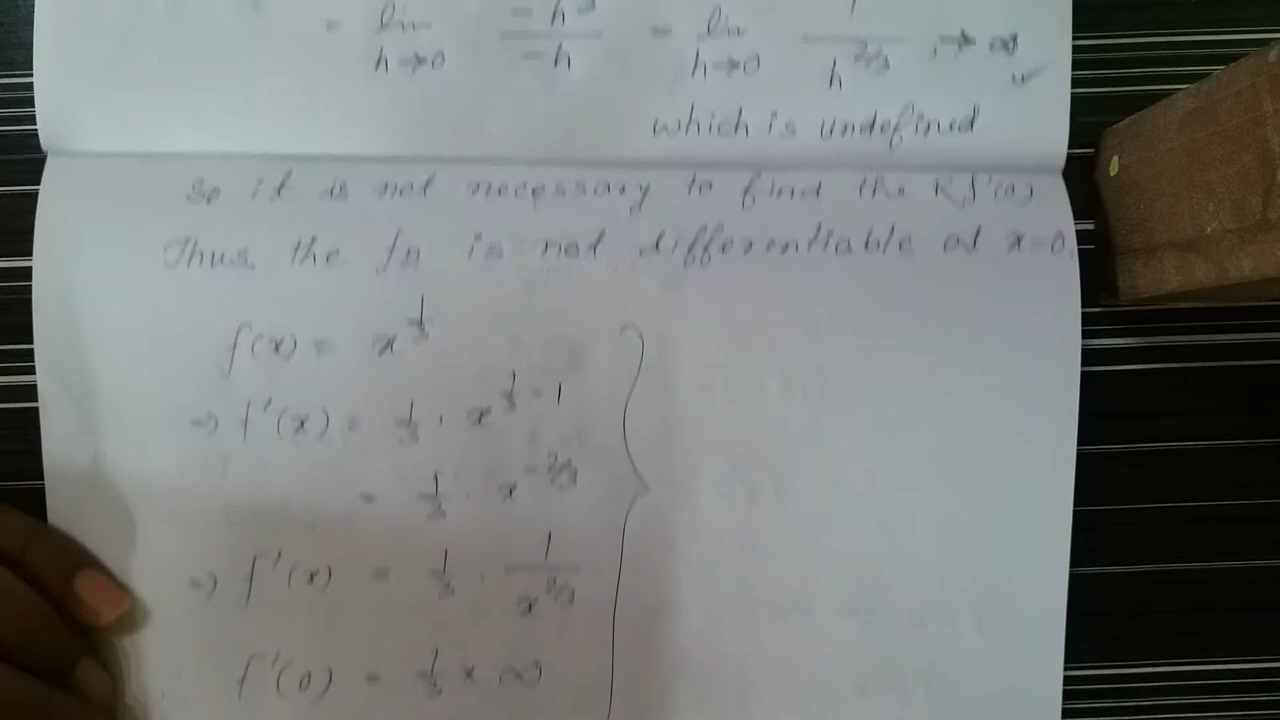 = lim h→0 -h^{1/3}/-h = lim h→0 1/h^{2/3} → ∞
which is undefined
So it is not necessary to find the Rf'(0)
Thus the fn is not differentiable at x=0.
f(x) = x^{1/3}
⇒ f'(x) = 1/3 . x^{1/3 - 1}
= 1/3 . x^{-2/3}
⇒ f'(x) = 1/3 . 1/x^{2/3}
f'(0) = 1/3 × ∞